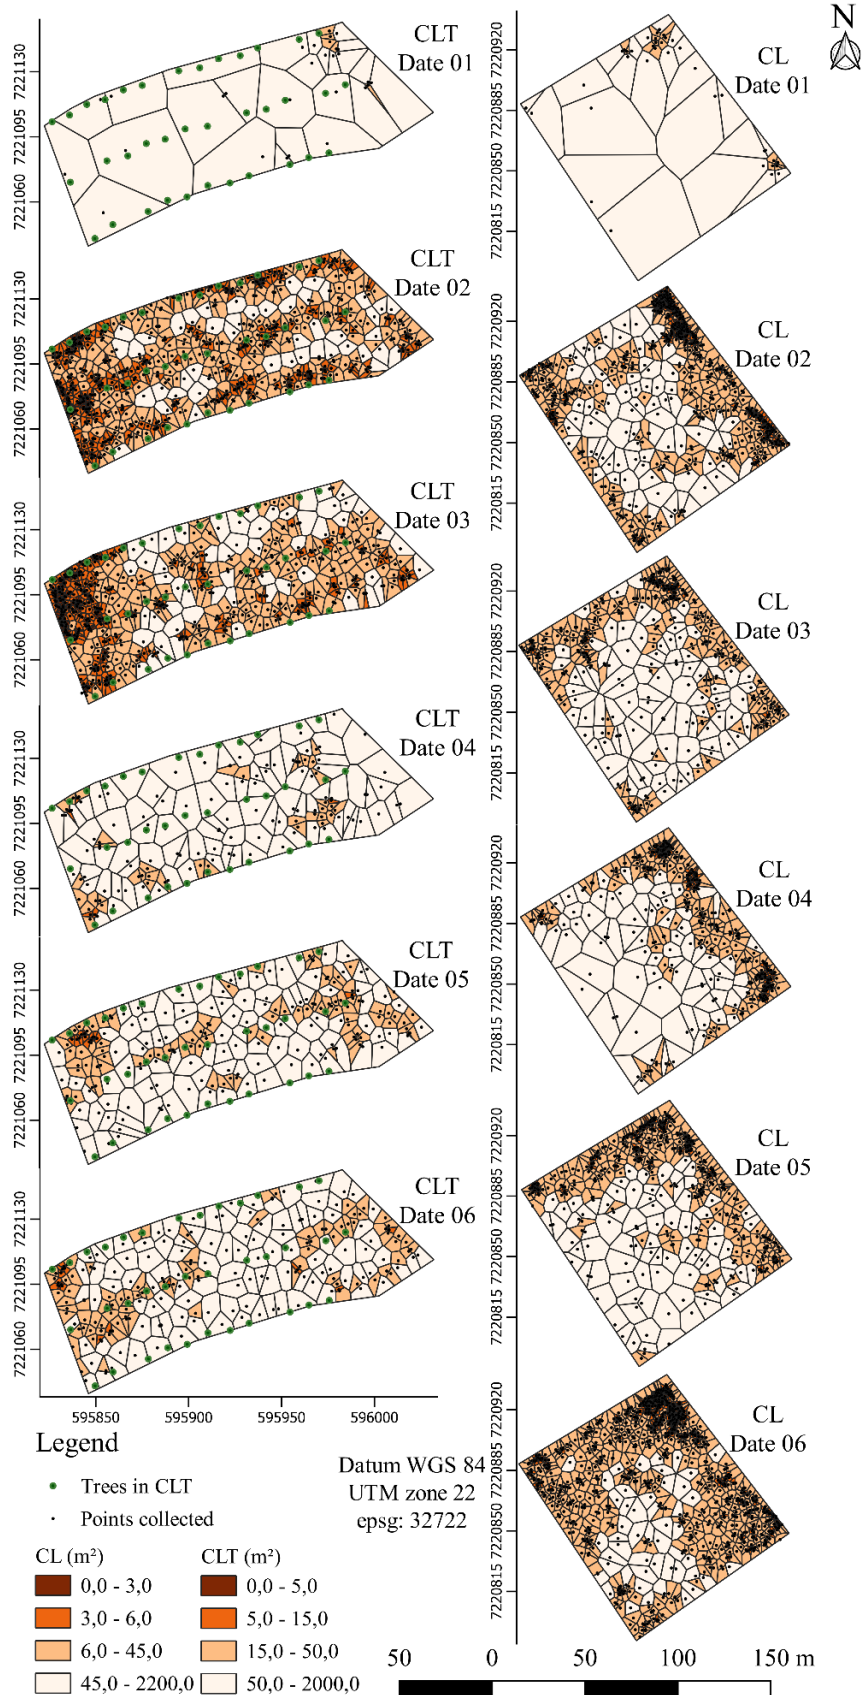 N
CLT
Date 01
7221130
7221095
7221060
CL
Date 01
7220920
7220885
7220850
7220815
CLT
Date 02
7221130
7221095
7221060
CL
Date 02
7220920
7220885
7220850
7220815
CLT
Date 03
7221130
7221095
7221060
CL
Date 03
7220920
7220885
7220850
7220815
CLT
Date 04
7221130
7221095
7221060
CL
Date 04
7220920
7220885
7220850
7220815
CLT
Date 05
7221130
7221095
7221060
CL
Date 05
7220920
7220885
7220850
7220815
CLT
Date 06
7221130
7221095
7221060
CL
Date 06
7220920
7220885
7220850
7220815
595850 595900 595950 596000
Legend
Trees in CLT
Points collected
Datum WGS 84
UTM zone 22
epsg: 32722
CL (m²) CLT (m²)
0,0 - 3,0 0,0 - 5,0
3,0 - 6,0 5,0 - 15,0
6,0 - 45,0 15,0 - 50,0
45,0 - 2200,0 50,0 - 2000,0
50 0 50 100 150 m